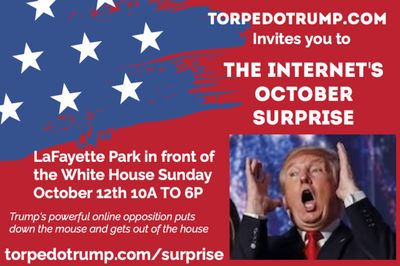 TORPEDOTRUMP.COM
Invites you to
THE INTERNET'S
OCTOBER
SURPRISE
LaFayette Park in front of
the White House Sunday
October 12th 10A TO 6P
Trump's powerful online opposition puts
down the mouse and gets out of the house
torpedotrump.com/surprise